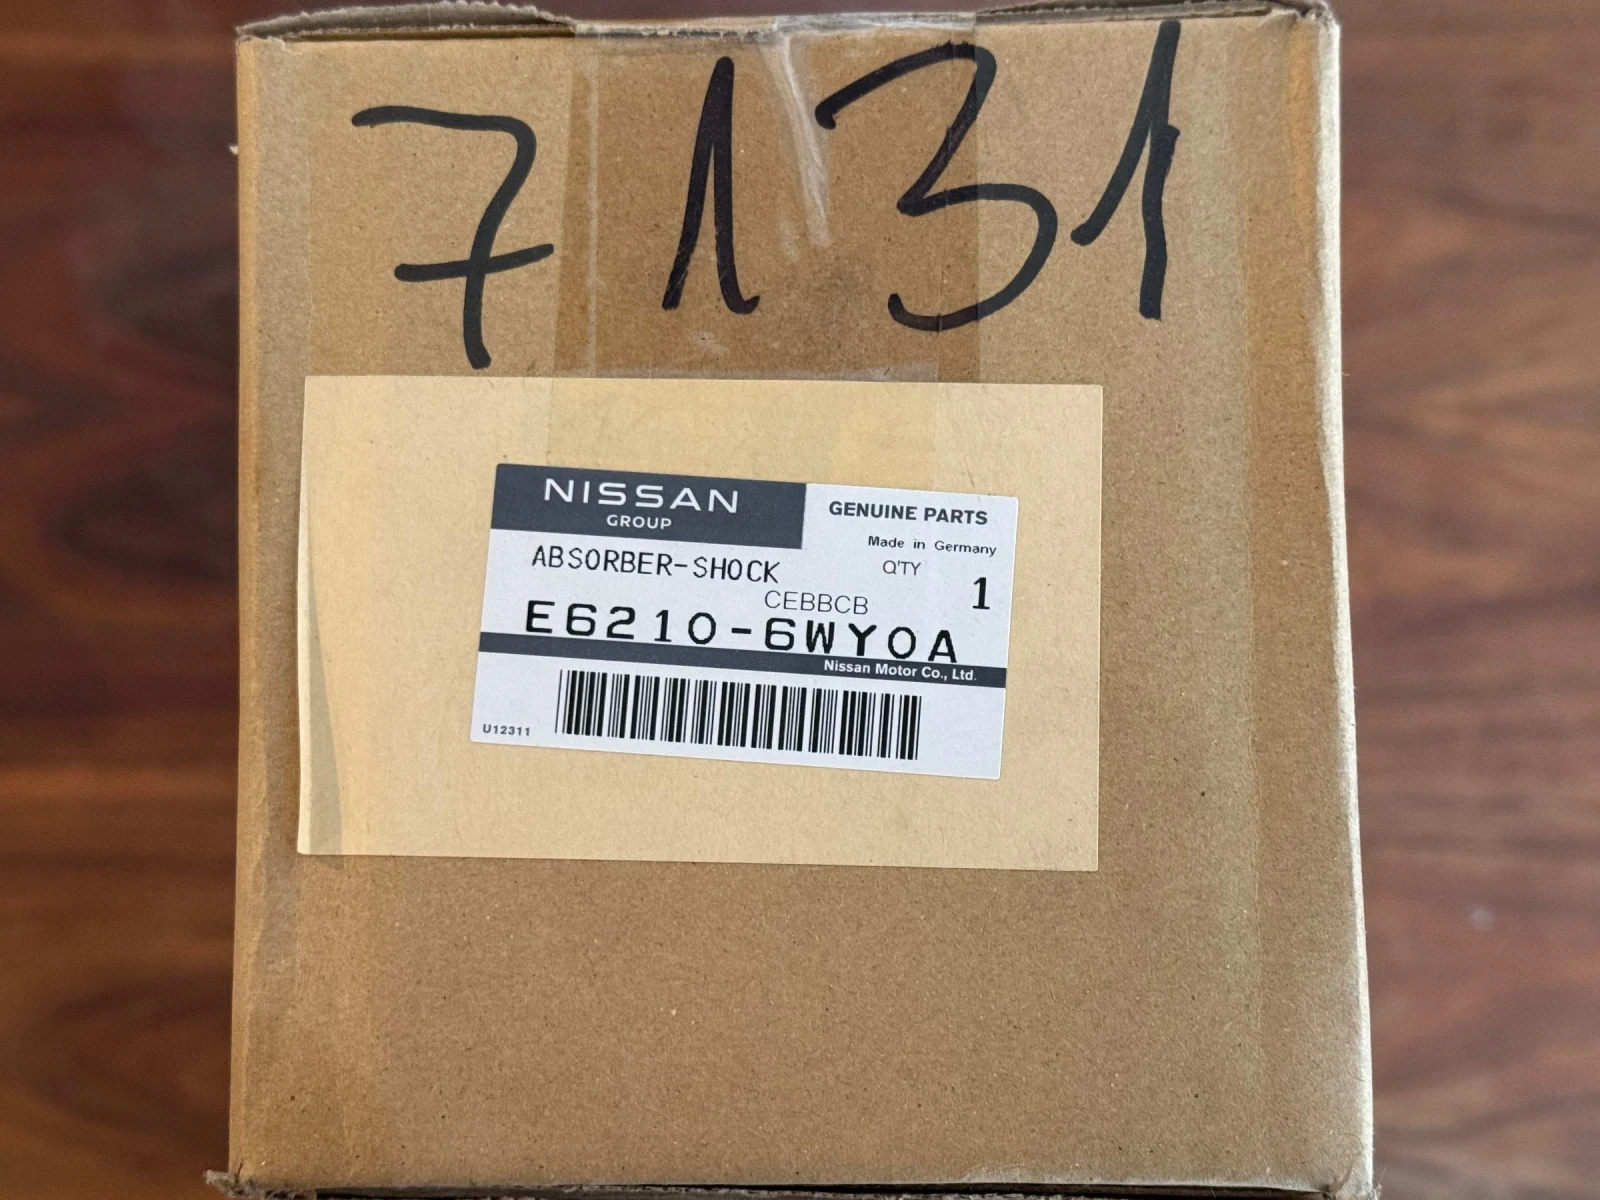 7131
NISSAN
GROUP
GENUINE PARTS
Made in Germany
ABSORBER-SHOCK
Q'TY 1
CEBBCB
E6210-6WY0A
Nissan Motor Co., Ltd.
U12311